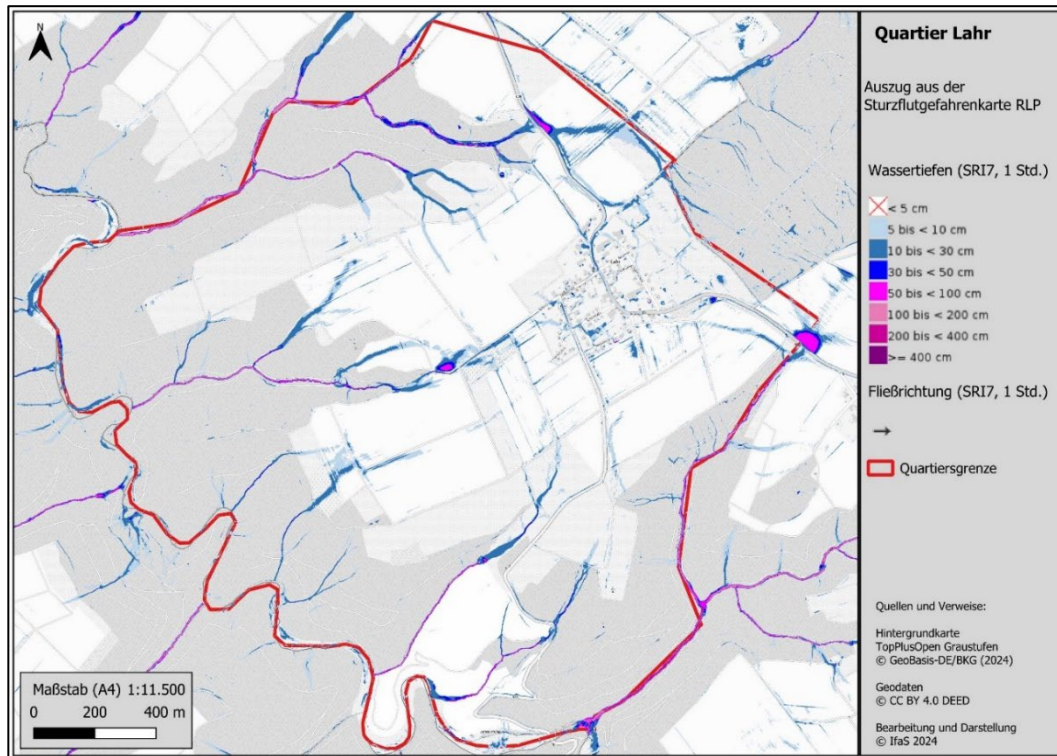 N
Quartier Lahr
Auszug aus der
Sturzflutgefahrenkarte RLP
Wassertiefen (SRI7, 1 Std.)
< 5 cm
5 bis < 10 cm
10 bis < 30 cm
30 bis < 50 cm
50 bis < 100 cm
100 bis < 200 cm
200 bis < 400 cm
>= 400 cm
Fließrichtung (SRI7, 1 Std.)
Quartiersgrenze
Quellen und Verweise:
Hintergrundkarte
TopPlusOpen Graustufen
© GeoBasis-DE/BKG (2024)
Geodaten
© CC BY 4.0 DEED
Bearbeitung und Darstellung
© IfaS 2024
Maßstab (A4) 1:11.500
0 200 400 m